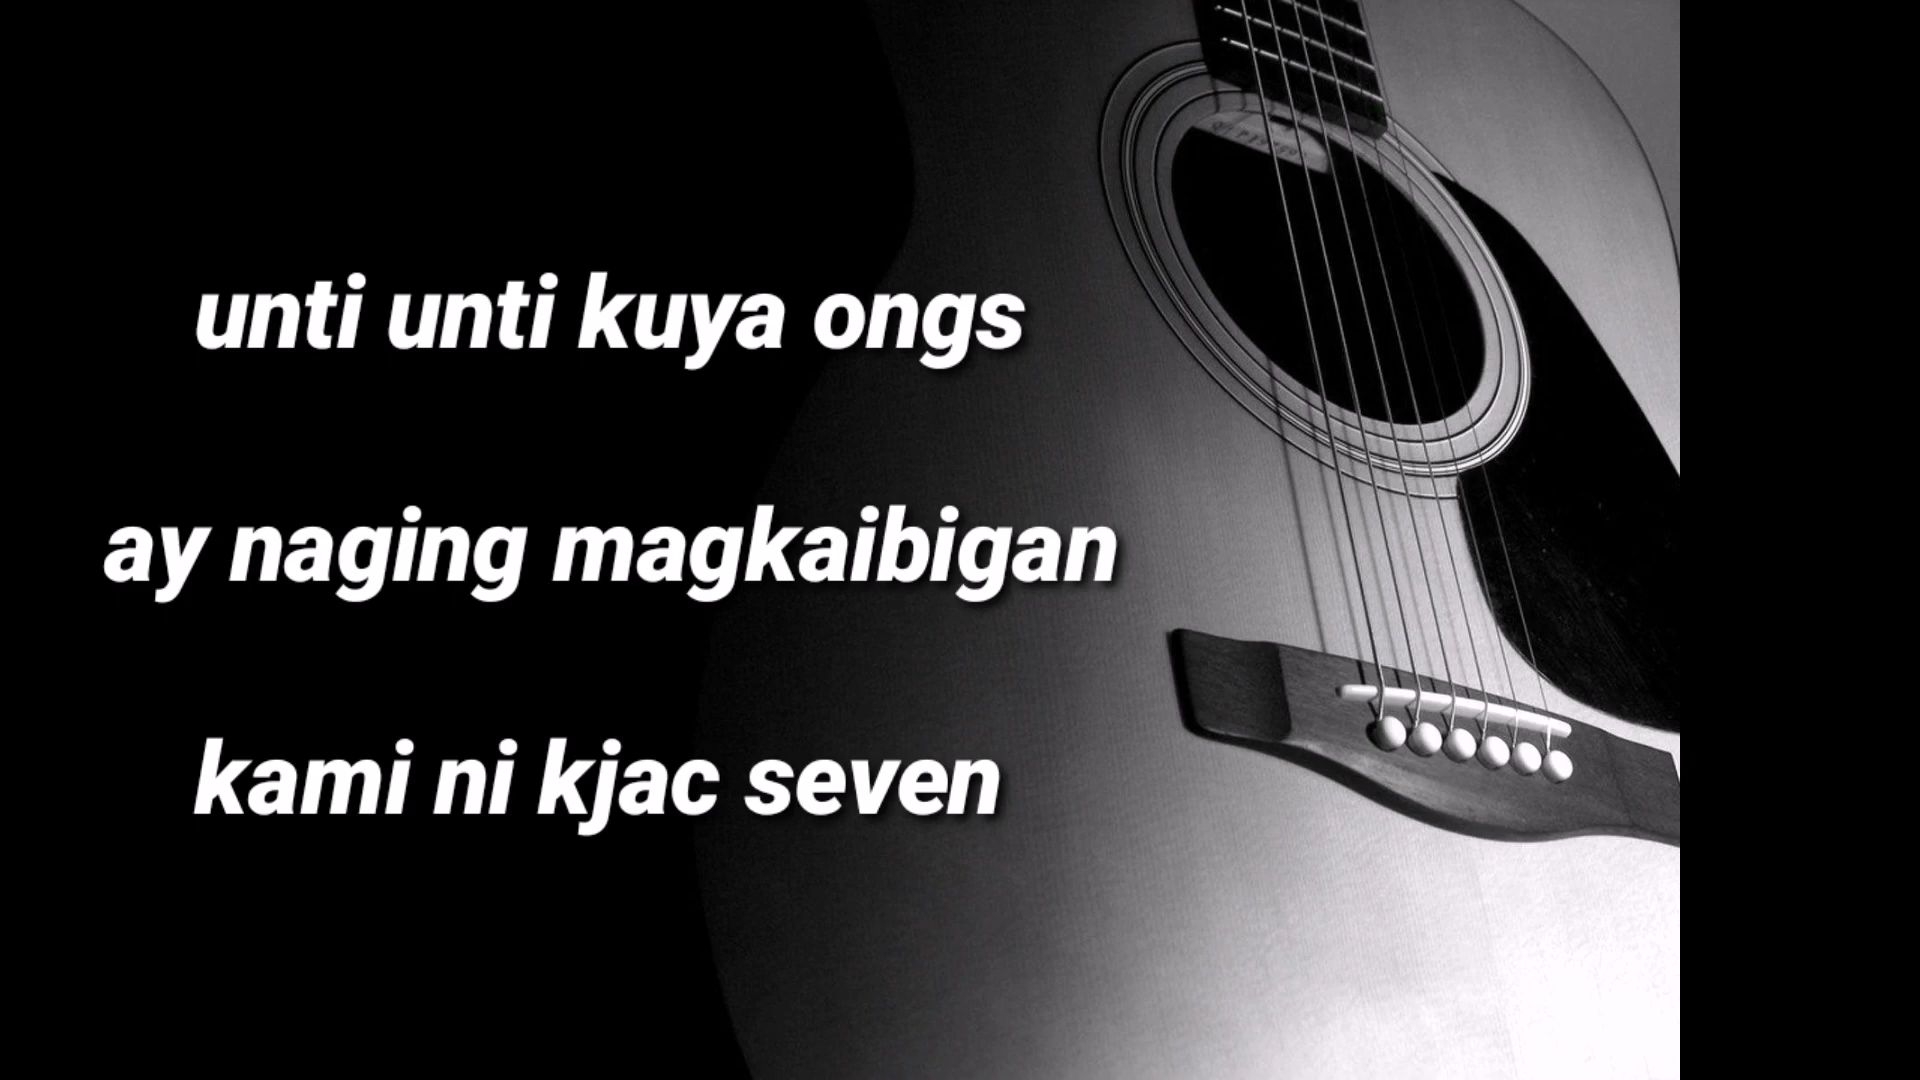 unti unti kuya ongs
ay naging magkaibigan
kami ni kjac seven